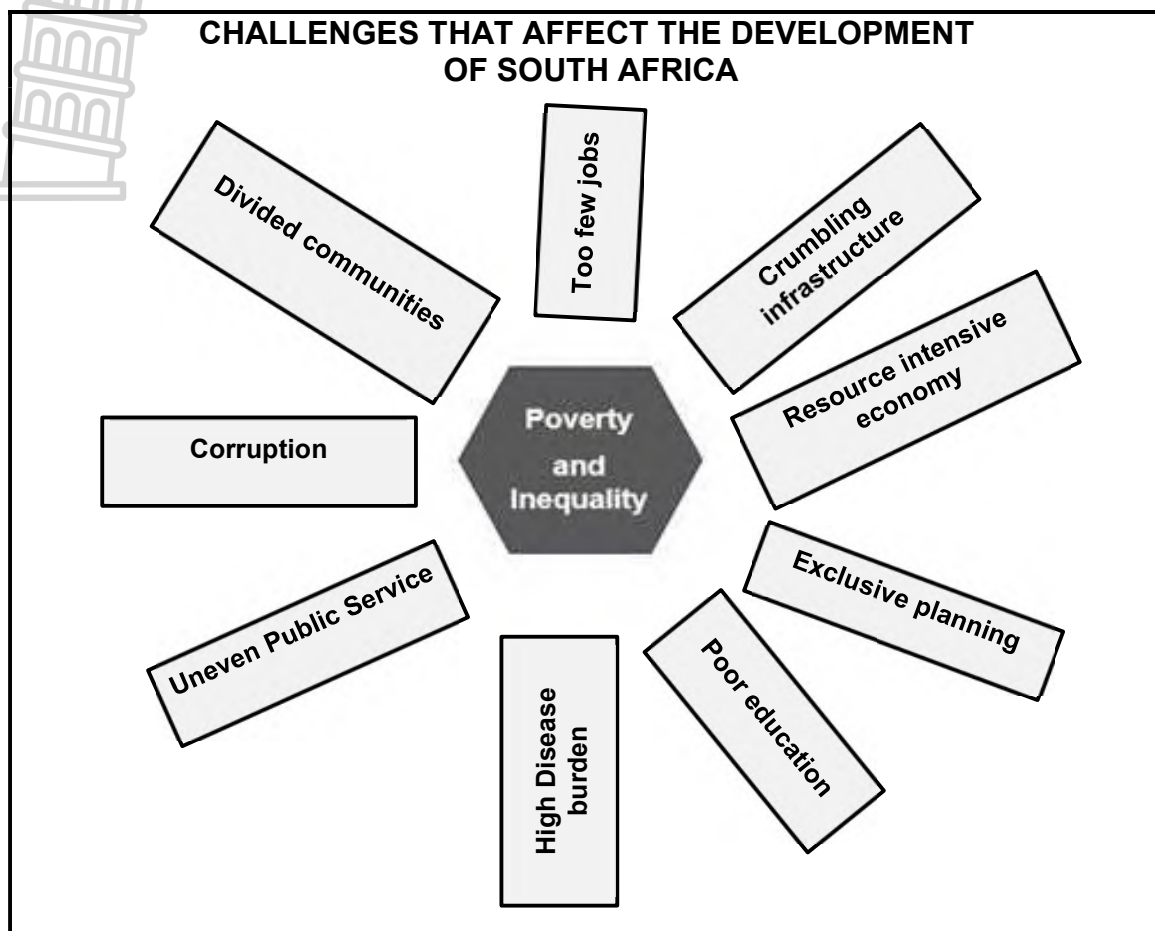 CHALLENGES THAT AFFECT THE DEVELOPMENT
OF SOUTH AFRICA
Too few jobs
Divided communities
Crumbling
infrastructure
Resource intensive
economy
Poverty
and
Inequality
Corruption
Exclusive planning
Uneven Public Service
Poor education
High Disease
burden